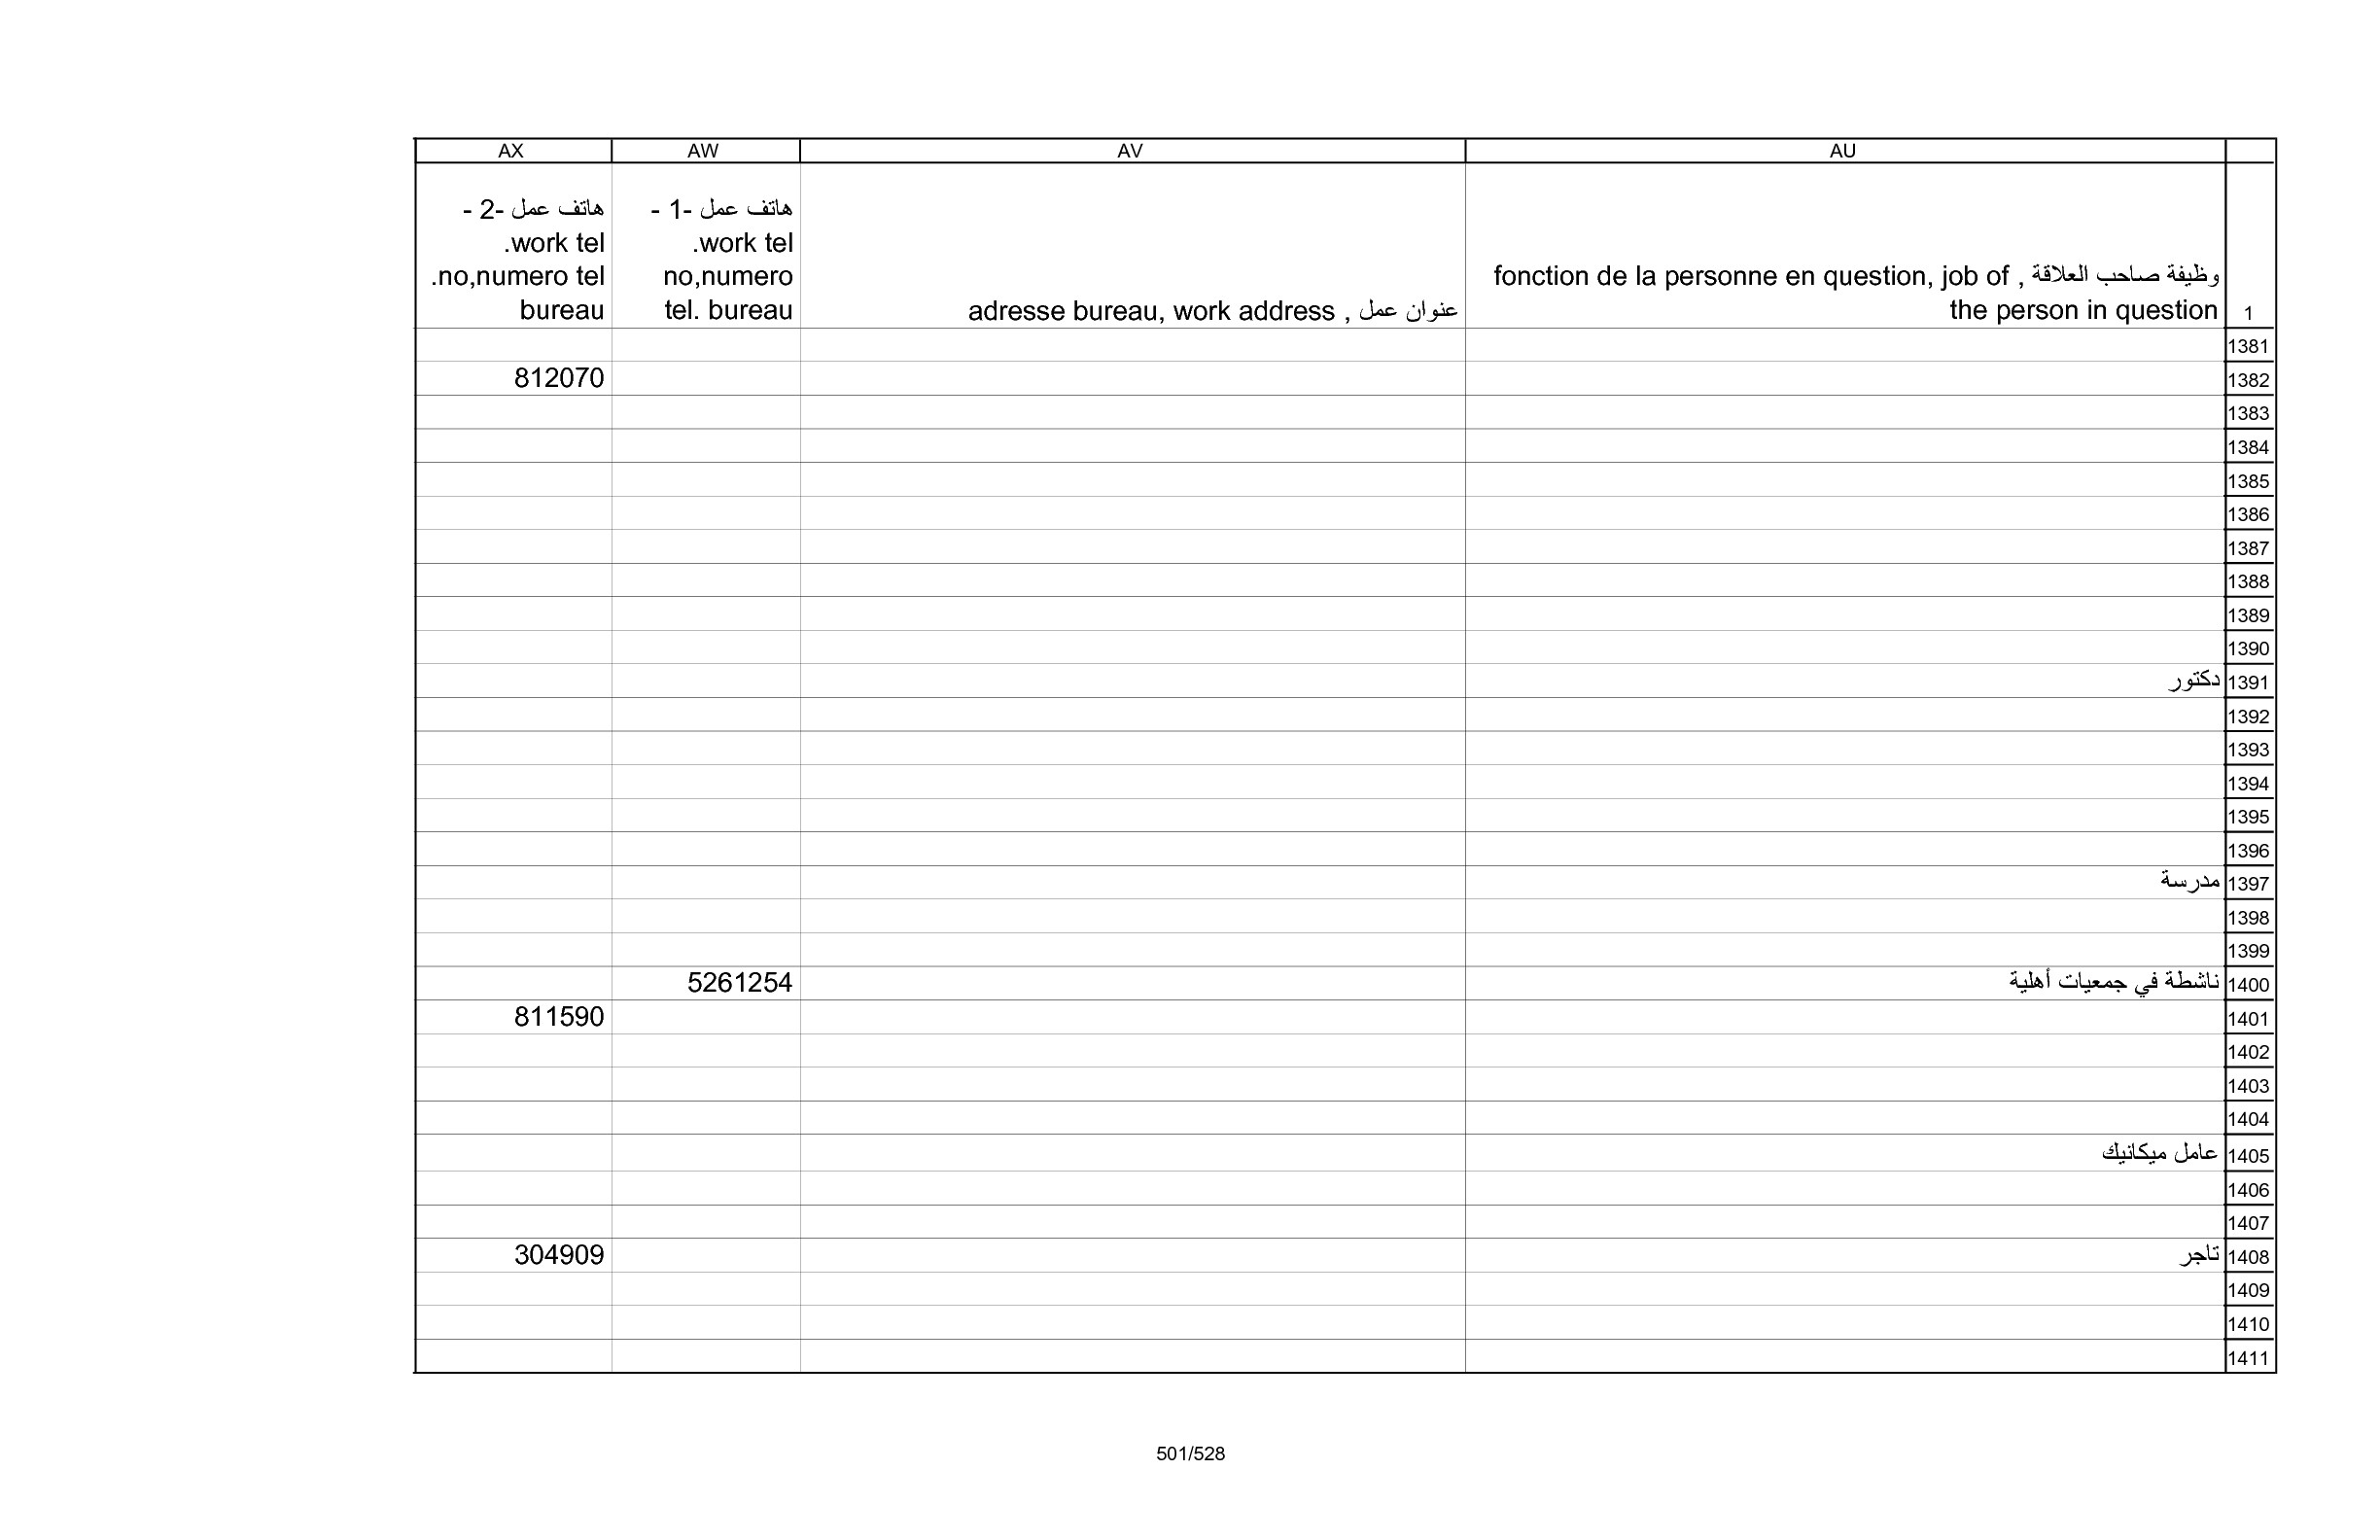 AU AV AW AX
وظيفة صاحب العلاقة , fonction de la personne en question, job of
the person in question
عنوان عمل , adresse bureau, work address
هاتف عمل -1 -
work tel.
no,numero
tel. bureau
هاتف عمل -2 -
work tel.
no,numero tel.
bureau
1
1381
1382 812070
1383
1384
1385
1386
1387
1388
1389
1390
1391 دكتور
1392
1393
1394
1395
1396
1397 مدرسة
1398
1399
1400 ناشطة في جمعيات أهلية 5261254
1401 811590
1402
1403
1404
1405 عامل ميكانيك
1406
1407
1408 تاجر 304909
1409
1410
1411
501/528